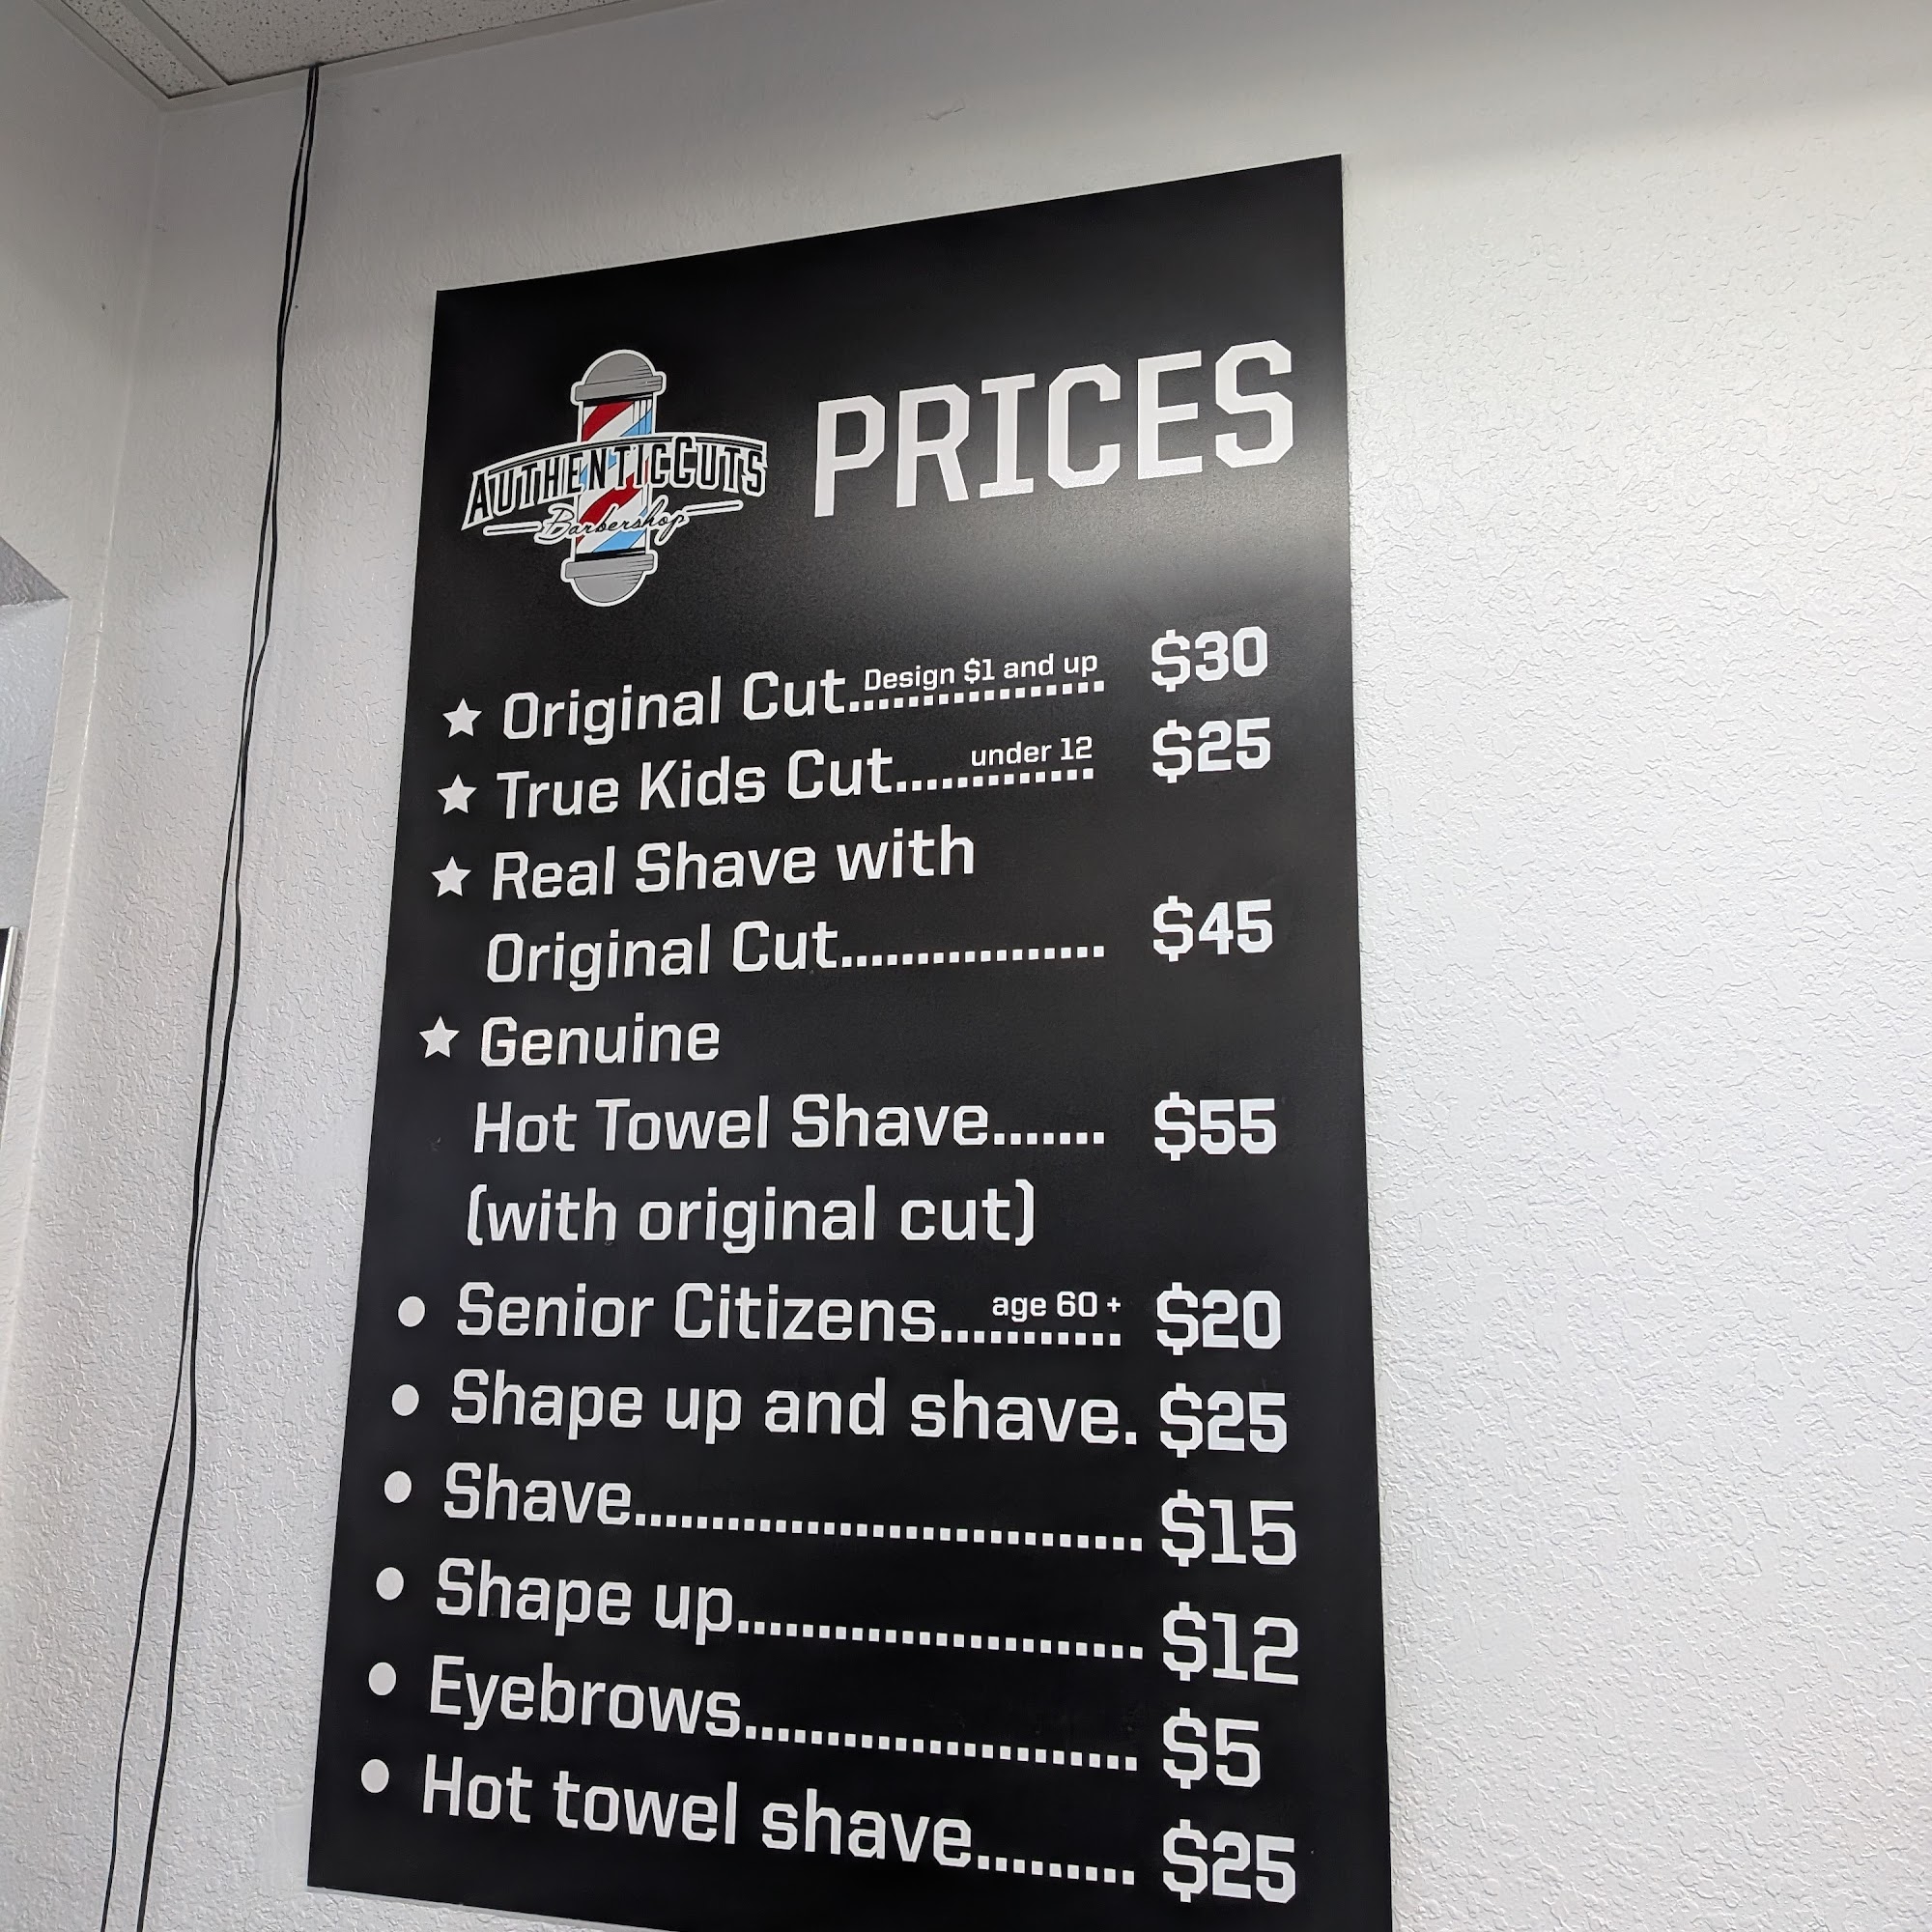 AUTHENTICCUTS
Barbershop
PRICES
★ Original Cut................. Design $1 and up $30
★ True Kids Cut............. under 12 $25
★ Real Shave with
Original Cut................. $45
★ Genuine
Hot Towel Shave....... $55
(with original cut)
• Senior Citizens............ age 60 + $20
• Shape up and shave. $25
• Shave....................................... $15
• Shape up............................... $12
• Eyebrows.............................. $5
• Hot towel shave......... $25